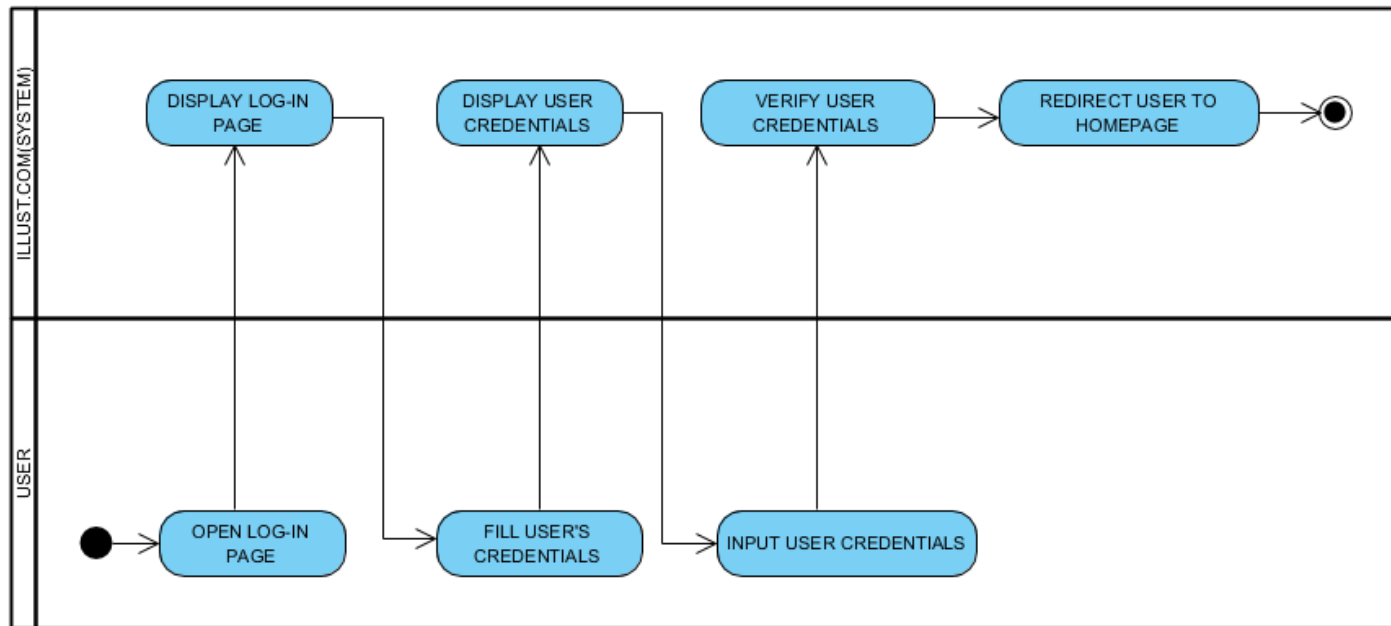 ILLUST.COM(SYSTEM)
DISPLAY LOG-IN
PAGE
DISPLAY USER
CREDENTIALS
VERIFY USER
CREDENTIALS
REDIRECT USER TO
HOMEPAGE
USER
OPEN LOG-IN
PAGE
FILL USER'S
CREDENTIALS
INPUT USER CREDENTIALS